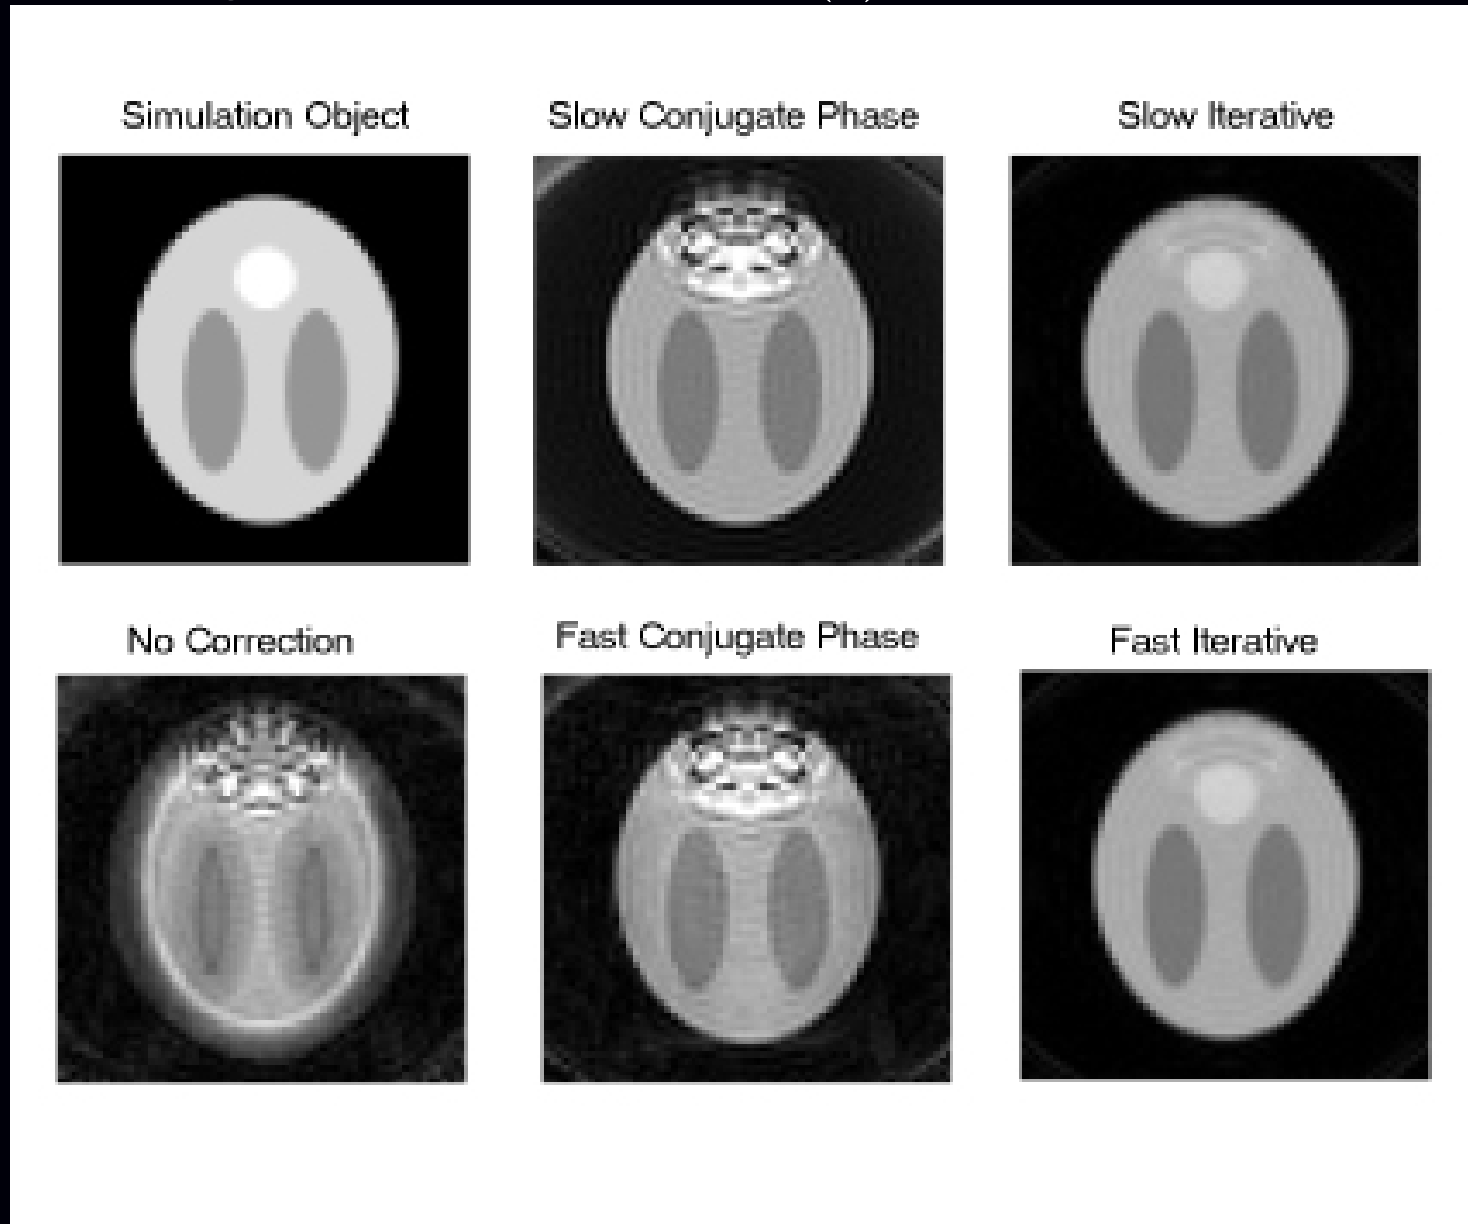 Simulation Object
Slow Conjugate Phase
Slow Iterative
No Correction
Fast Conjugate Phase
Fast Iterative